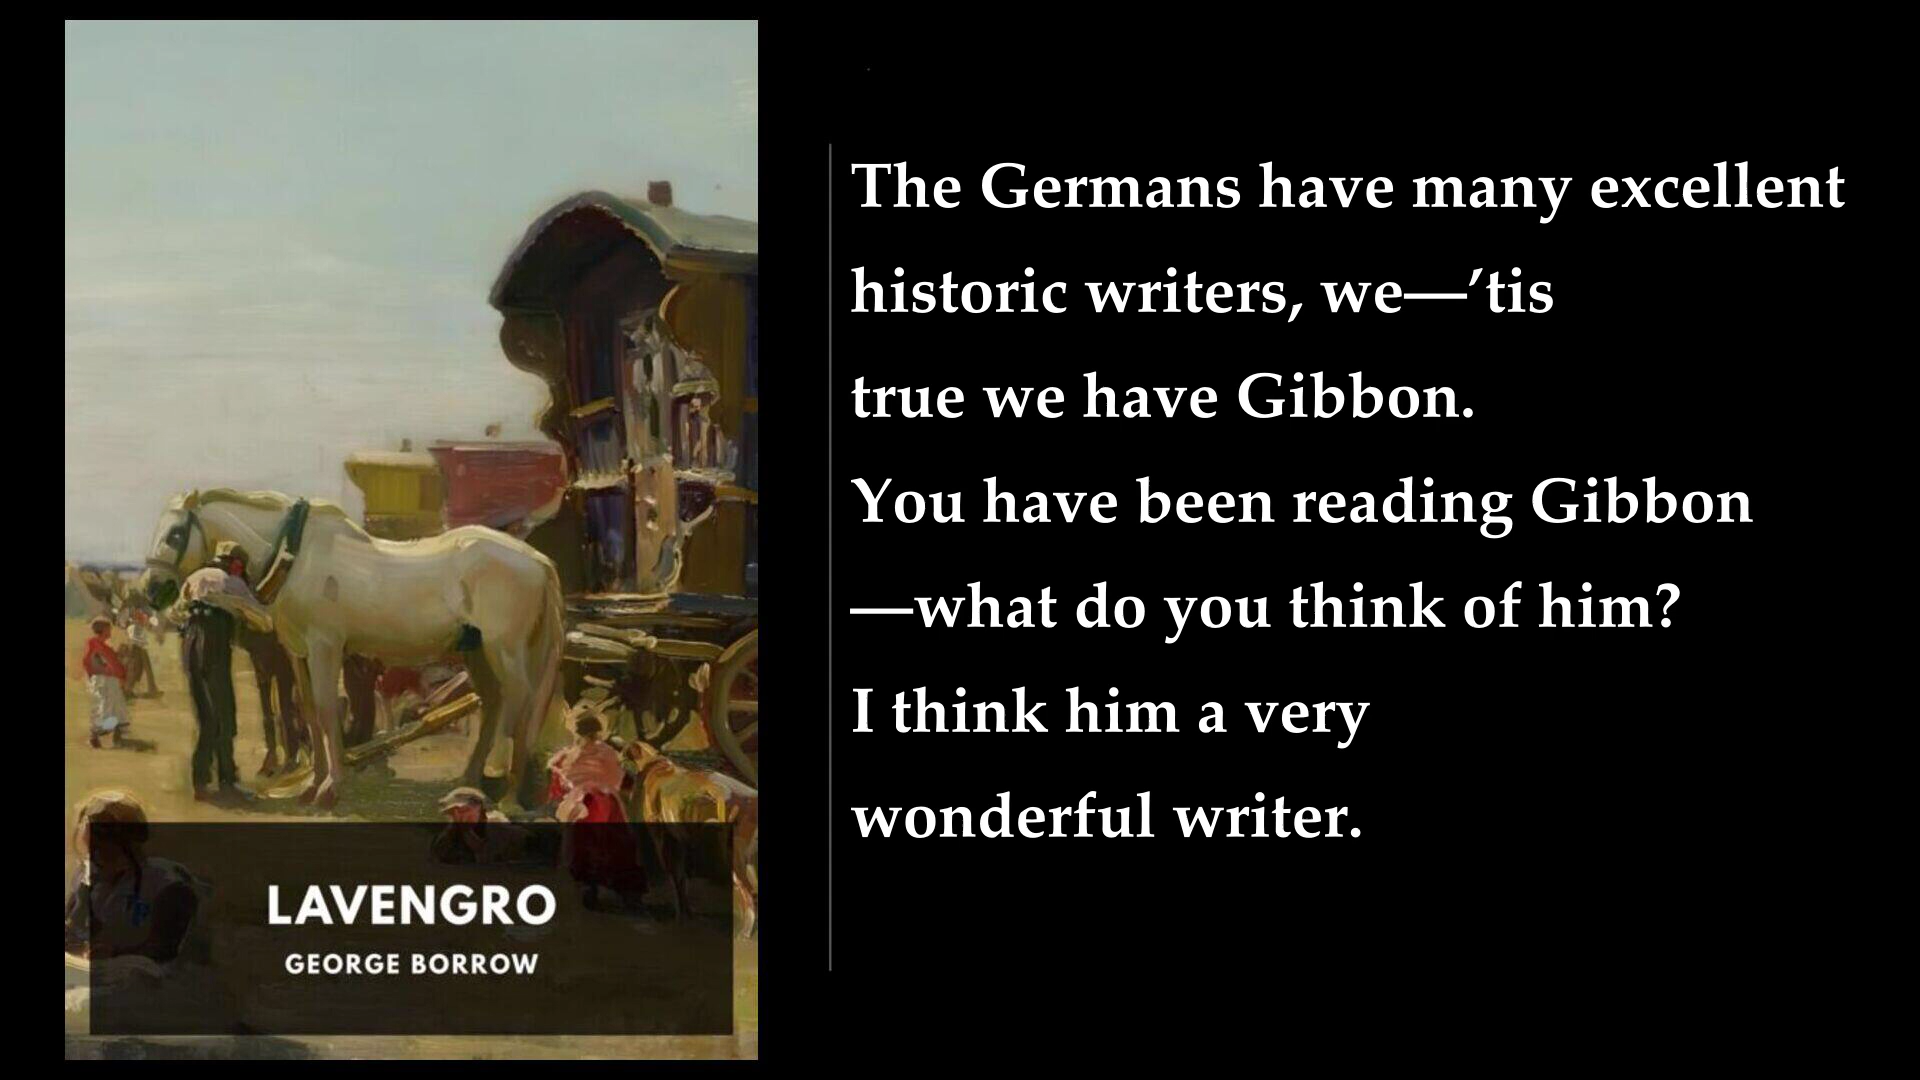 The Germans have many excellent
historic writers, we—’tis
true we have Gibbon.
You have been reading Gibbon
—what do you think of him?
I think him a very
wonderful writer.
LAVENGRO
GEORGE BORROW